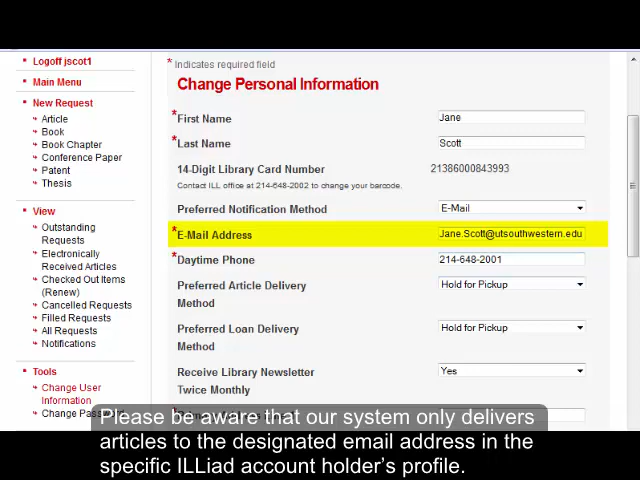 Logoff jscot1
Main Menu
New Request
Article
Book
Book Chapter
Conference Paper
Patent
Thesis
View
Outstanding
Requests
Electronically
Received Articles
Checked Out Items
(Renew)
Cancelled Requests
Filled Requests
All Requests
Notifications
Tools
Change User
Information
Change
* Indicates required field
Change Personal Information
*First Name Jane
*Last Name Scott
14-Digit Library Card Number 21386000843993
Contact ILL office at 214-648-2002 to change your barcode.
Preferred Notification Method E-Mail
*E-Mail Address Jane.Scott@utsouthwestern.edu
*Daytime Phone 214-648-2001
Preferred Article Delivery Hold for Pickup
Method
Preferred Loan Delivery Hold for Pickup
Method
Receive Library Newsletter Yes
Twice Monthly
Please be aware that our system only delivers
articles to the designated email address in the
specific ILLiad account holder's profile.